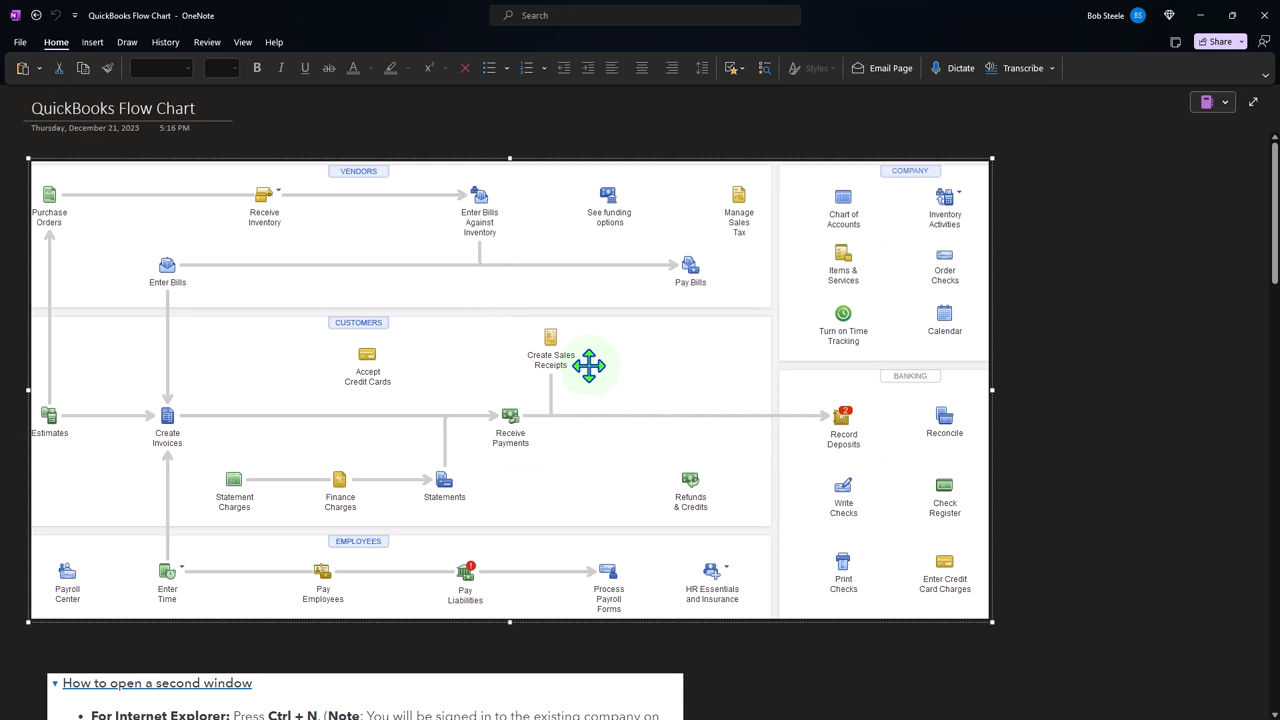 QuickBooks Flow Chart - OneNote
Search
Bob Steele
BS
File
Home
Insert
Draw
History
Review
View
Help
Share
B
I
U
ab
A
x
Styles
Email Page
Dictate
Transcribe
QuickBooks Flow Chart
Thursday, December 21, 2023
5:16 PM
VENDORS
Purchase
Orders
Receive
Inventory
Enter Bills
Against
Inventory
See funding
options
Manage
Sales
Tax
Enter Bills
Pay Bills
COMPANY
Chart of
Accounts
Inventory
Activities
Items &
Services
Order
Checks
Turn on Time
Tracking
Calendar
CUSTOMERS
Create Sales
Receipts
Accept
Credit Cards
Estimates
Create
Invoices
Receive
Payments
Statement
Charges
Finance
Charges
Statements
Refunds
& Credits
BANKING
2
Record
Deposits
Reconcile
Write
Checks
Check
Register
Print
Checks
Enter Credit
Card Charges
EMPLOYEES
Payroll
Center
Enter
Time
Pay
Employees
!
Pay
Liabilities
Process
Payroll
Forms
HR Essentials
and Insurance
How to open a second window
• For Internet Explorer: Press Ctrl + N. (Note: You will be signed in to the existing company on